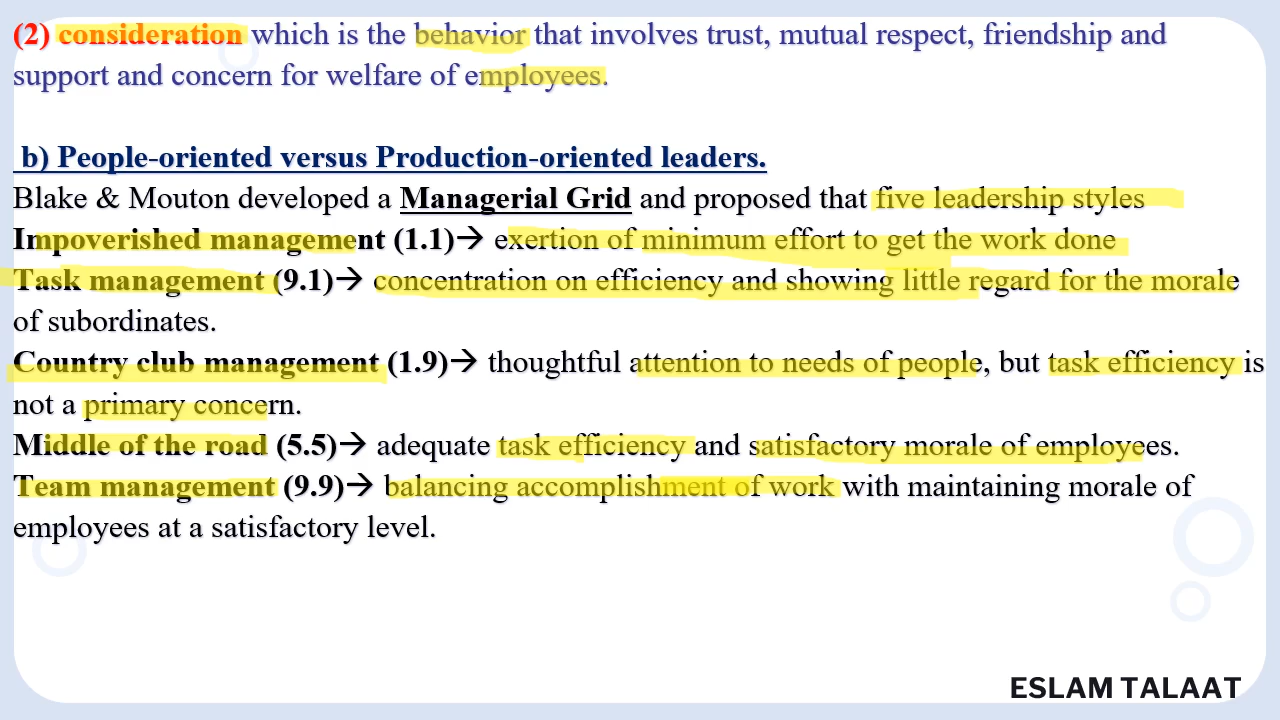 (2) consideration which is the behavior that involves trust, mutual respect, friendship and
support and concern for welfare of employees.
b) People-oriented versus Production-oriented leaders.
Blake & Mouton developed a Managerial Grid and proposed that five leadership styles
Impoverished management (1.1)→ exertion of minimum effort to get the work done
Task management (9.1)→ concentration on efficiency and showing little regard for the morale
of subordinates.
Country club management (1.9)→ thoughtful attention to needs of people, but task efficiency is
not a primary concern.
Middle of the road (5.5)→ adequate task efficiency and satisfactory morale of employees.
Team management (9.9)→ balancing accomplishment of work with maintaining morale of
employees at a satisfactory level.
ESLAM TALAAT